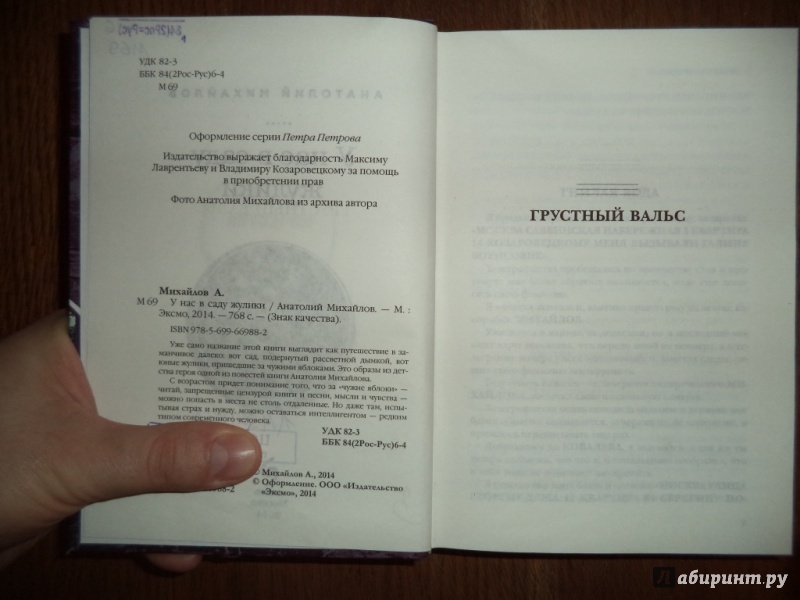 УДК 82-3
ББК 84(2Рос-Рус)6-4
М 69
Оформление серии Петра Петрова
Издательство выражает благодарность Максиму
Лаврентьеву и Владимиру Козаровецкому за помощь
в приобретении прав
Фото Анатолия Михайлова из архива автора
Михайлов А.
М 69 У нас в саду жулики / Анатолий Михайлов. — М. :
Эксмо, 2014. — 768 с. — (Знак качества).
ISBN 978-5-699-66988-2
Уже само название этой книги выглядит как путешествие в за-
манчивое далеко: вот сад, подернутый рассветной дымкой, вот
юные жулики, пришедшие за чужими яблоками. Это образы из дет-
ства героя одной из повестей книги Анатолия Михайлова.
С возрастом придет понимание того, что за «чужие яблоки» —
читай, запрещенные цензурой книги и песни, мысли и чувства —
можно попасть в места не столь отдаленные. Но даже там, испы-
тывая страх и нужду, можно оставаться интеллигентом — редким
типом современного человека.
УДК 82-3
ББК 84(2Рос-Рус)6-4
© Михайлов А., 2014
© Оформление. ООО «Издательство
«Эксмо», 2014
ГРУСТНЫЙ ВАЛЬС
Лабиринт.ру